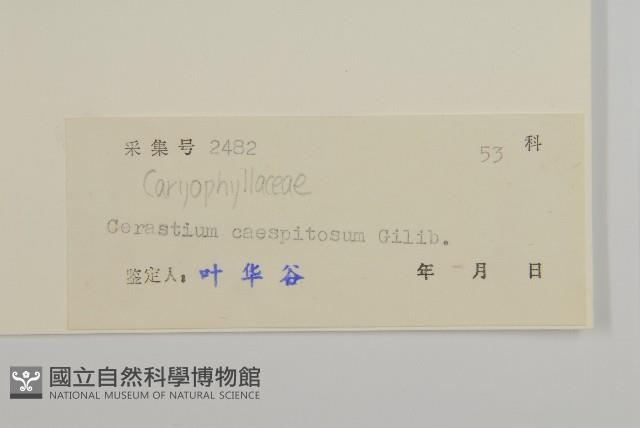 采集号 2482 53 科
Caryophyllaceae
Cerastium caespitosum Gilib.
鉴定人: 叶华谷 年 月 日
國立自然科學博物館
NATIONAL MUSEUM OF NATURAL SCIENCE